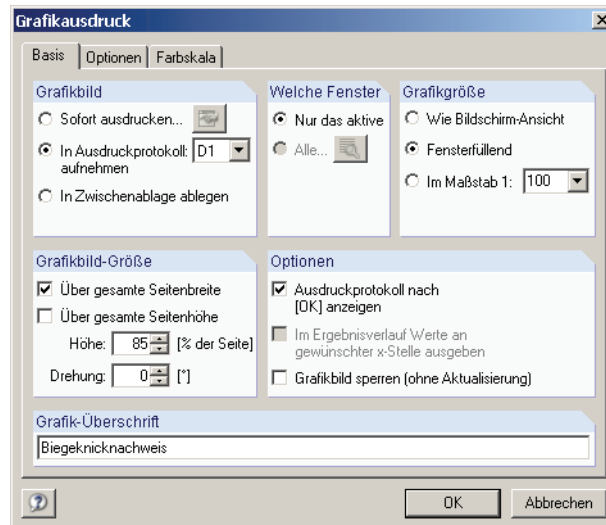 Grafikausdruck
Basis Optionen Farbskala
Grafikbild
Sofort ausdrucken...
In Ausdruckprotokoll: D1
aufnehmen
In Zwischenablage ablegen
Welche Fenster
Nur das aktive
Alle...
Grafikgröße
Wie Bildschirm-Ansicht
Fensterfüllend
Im Maßstab 1: 100
Grafikbild-Größe
Über gesamte Seitenbreite
Über gesamte Seitenhöhe
Höhe: 85 [% der Seite]
Drehung: 0 [°]
Optionen
Ausdruckprotokoll nach
[OK] anzeigen
Im Ergebnisverlauf Werte an
gewünschter x-Stelle ausgeben
Grafikbild sperren (ohne Aktualisierung)
Grafik-Überschrift
Biegeknicknachweis
OK Abbrechen